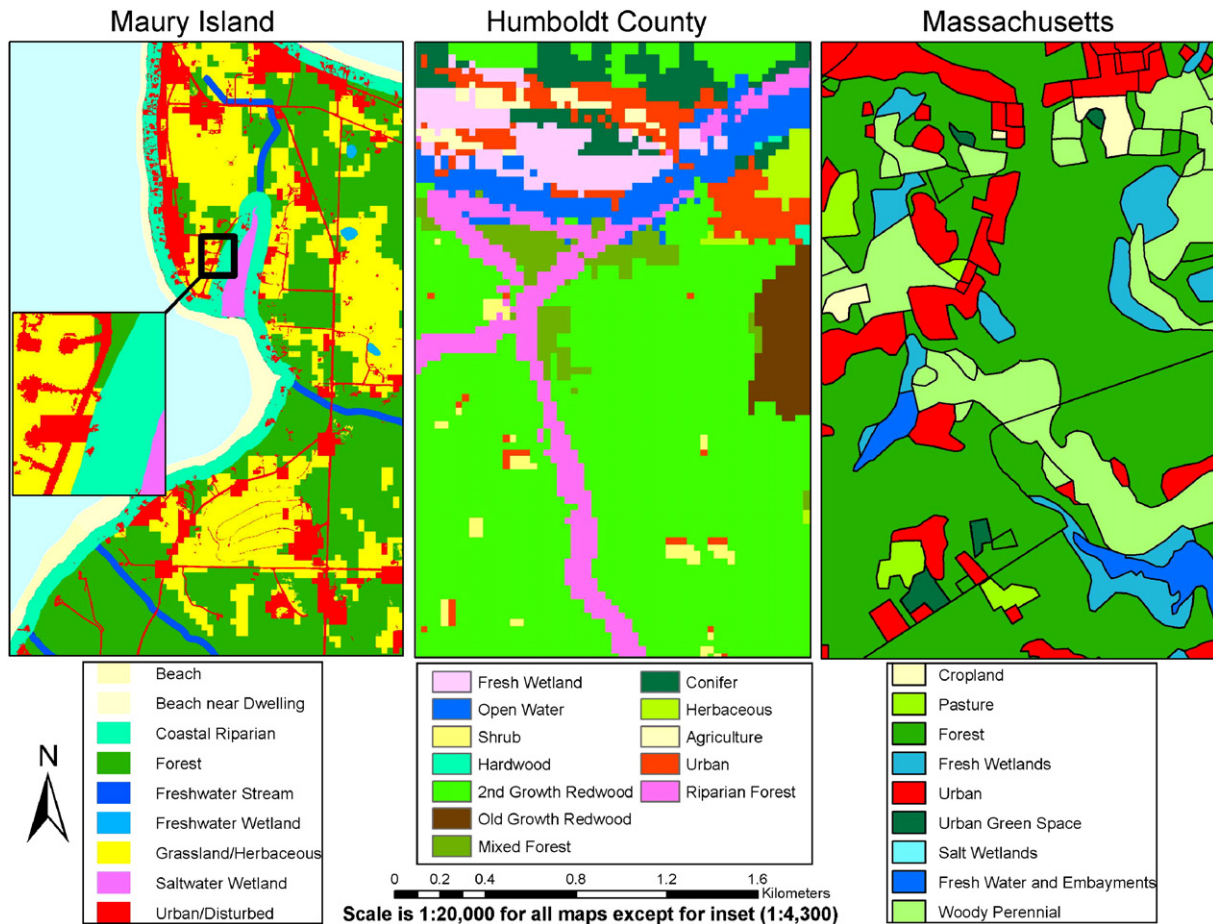 Maury Island
Humboldt County
Massachusetts
Beach
Beach near Dwelling
Coastal Riparian
Forest
Freshwater Stream
Freshwater Wetland
Grassland/Herbaceous
Saltwater Wetland
Urban/Disturbed
N
Fresh Wetland
Open Water
Shrub
Hardwood
2nd Growth Redwood
Old Growth Redwood
Mixed Forest
Conifer
Herbaceous
Agriculture
Urban
Riparian Forest
Cropland
Pasture
Forest
Fresh Wetlands
Urban
Urban Green Space
Salt Wetlands
Fresh Water and Embayments
Woody Perennial
0 0.2 0.4 0.8 1.2 1.6
Kilometers
Scale is 1:20,000 for all maps except for inset (1:4,300)